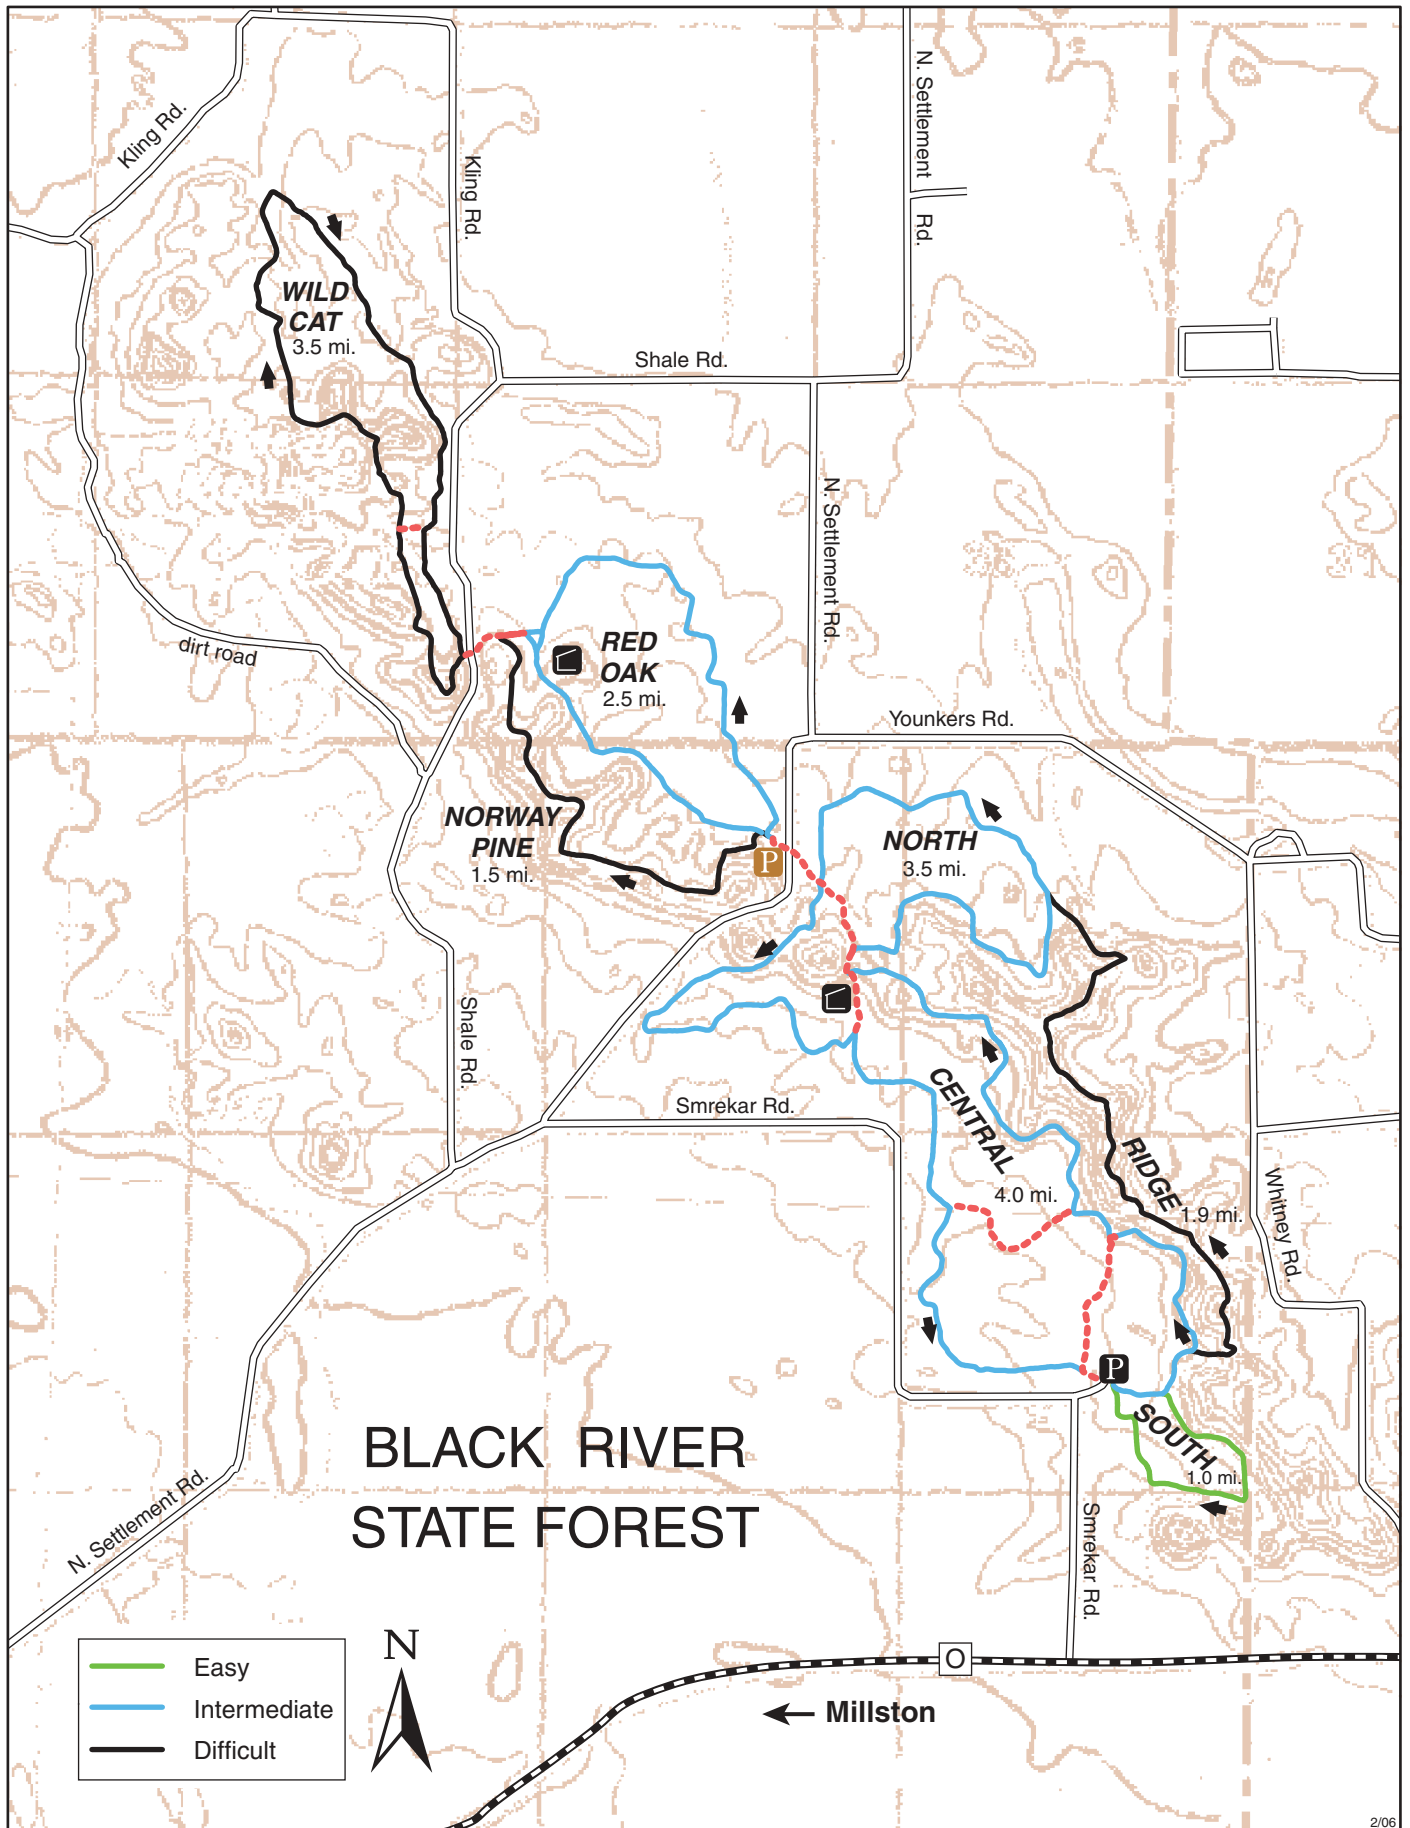 N. Settlement
Rd.
Kling Rd.
Kling Rd.
WILD
CAT
3.5 mi.
Shale Rd.
N. Settlement Rd.
dirt road
RED
OAK
2.5 mi.
Younkers Rd.
NORWAY
PINE
1.5 mi.
P
NORTH
3.5 mi.
Shale Rd.
Smrekar Rd.
CENTRAL
4.0 mi.
RIDGE
1.9 mi.
Whitney Rd.
P
SOUTH
1.0 mi.
BLACK RIVER
STATE FOREST
N. Settlement Rd.
Smrekar Rd.
N
O
Millston
Easy
Intermediate
Difficult
2/06